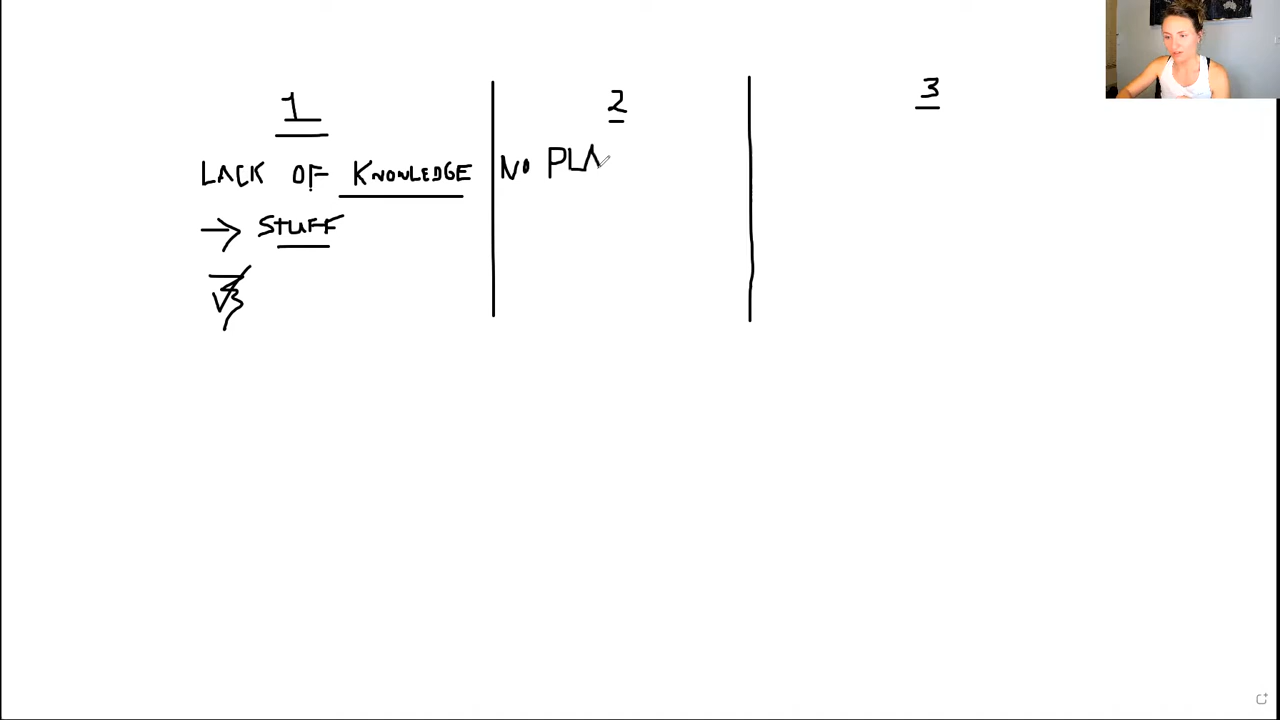 1
LACK OF KNOWLEDGE
→ STUFF
2
NO PLA
3